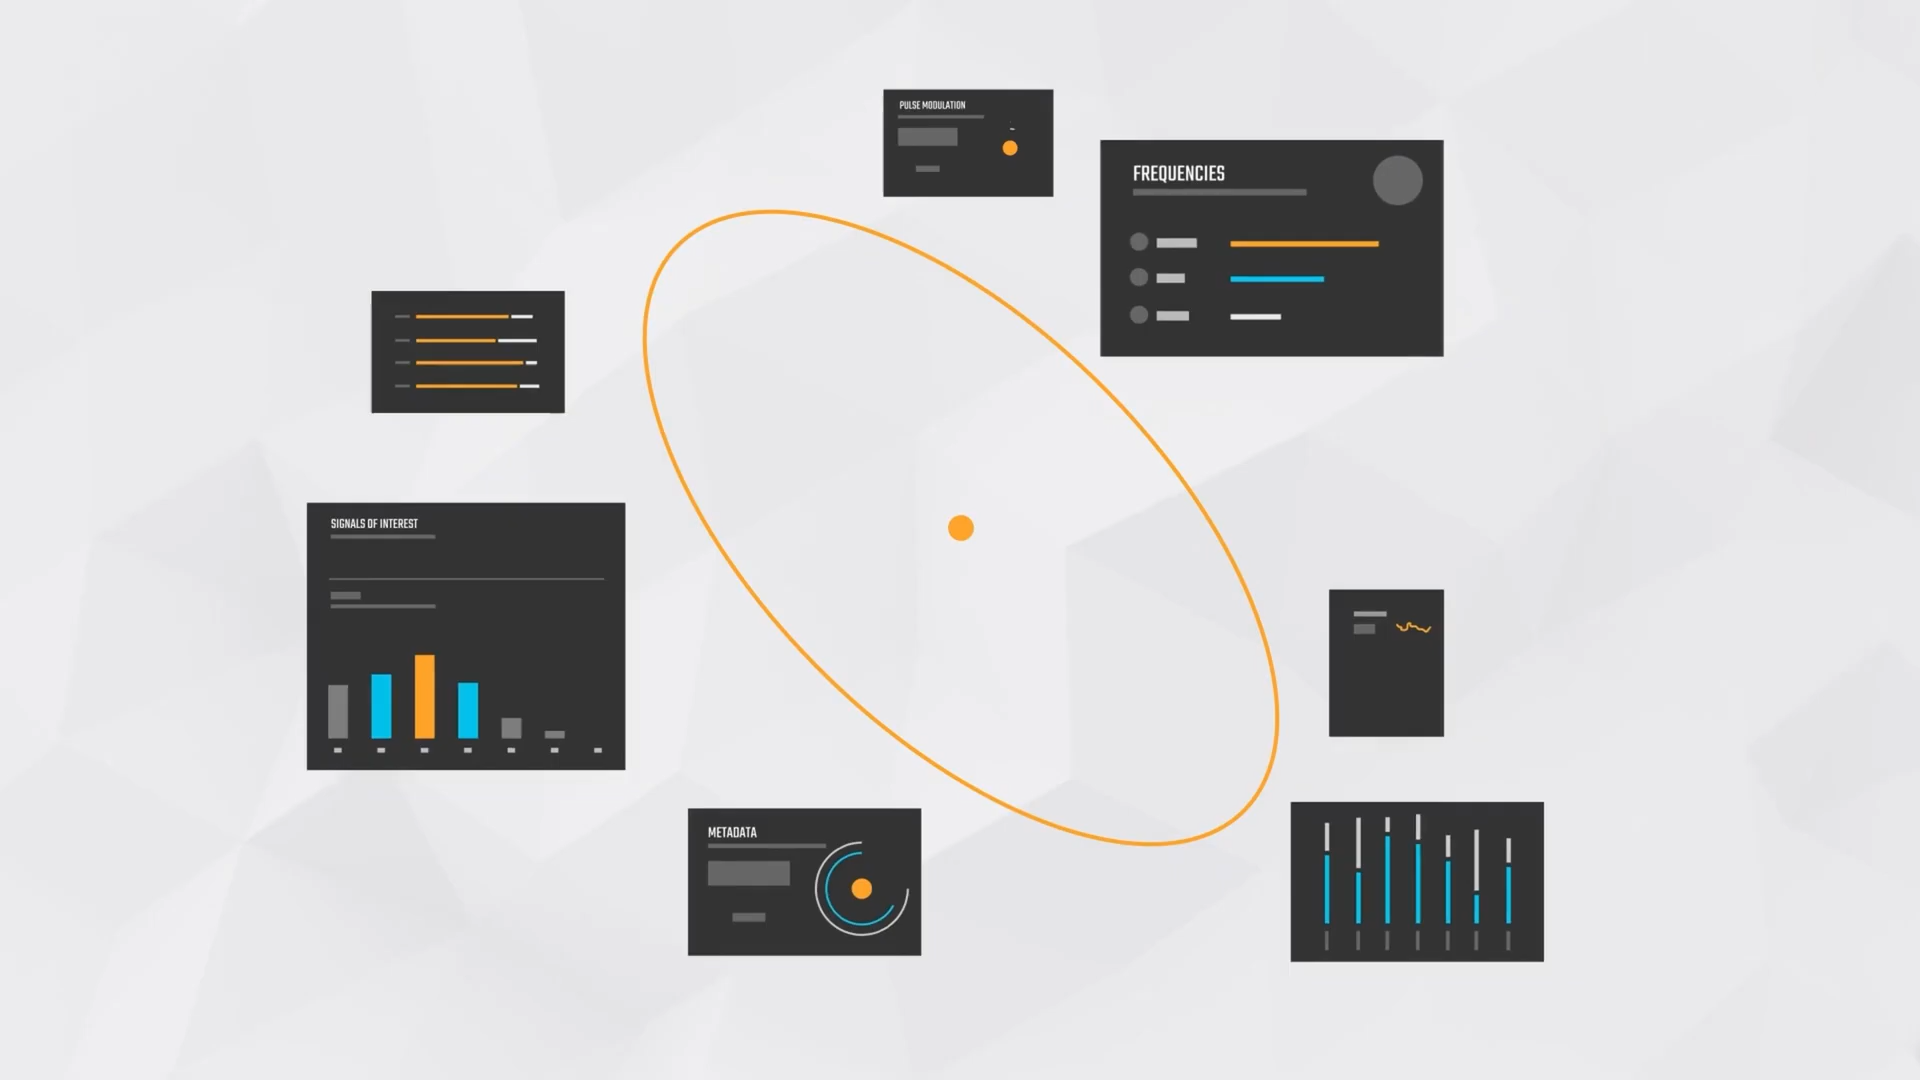 PULSE MODULATION
FREQUENCIES
SIGNALS OF INTEREST
METADATA